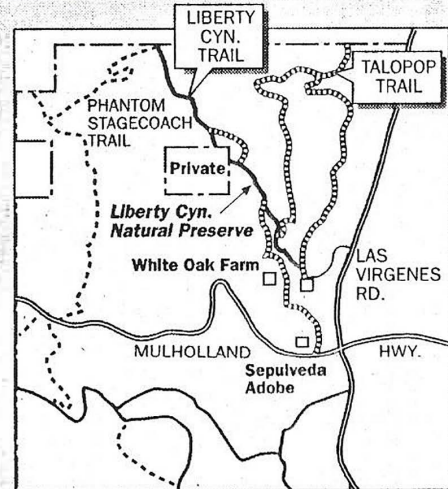 LIBERTY
CYN.
TRAIL
TALOPOP
TRAIL
PHANTOM
STAGECOACH
TRAIL
Private
Liberty Cyn.
Natural Preserve
White Oak Farm
LAS
VIRGENES
RD.
MULHOLLAND
HWY.
Sepulveda
Adobe